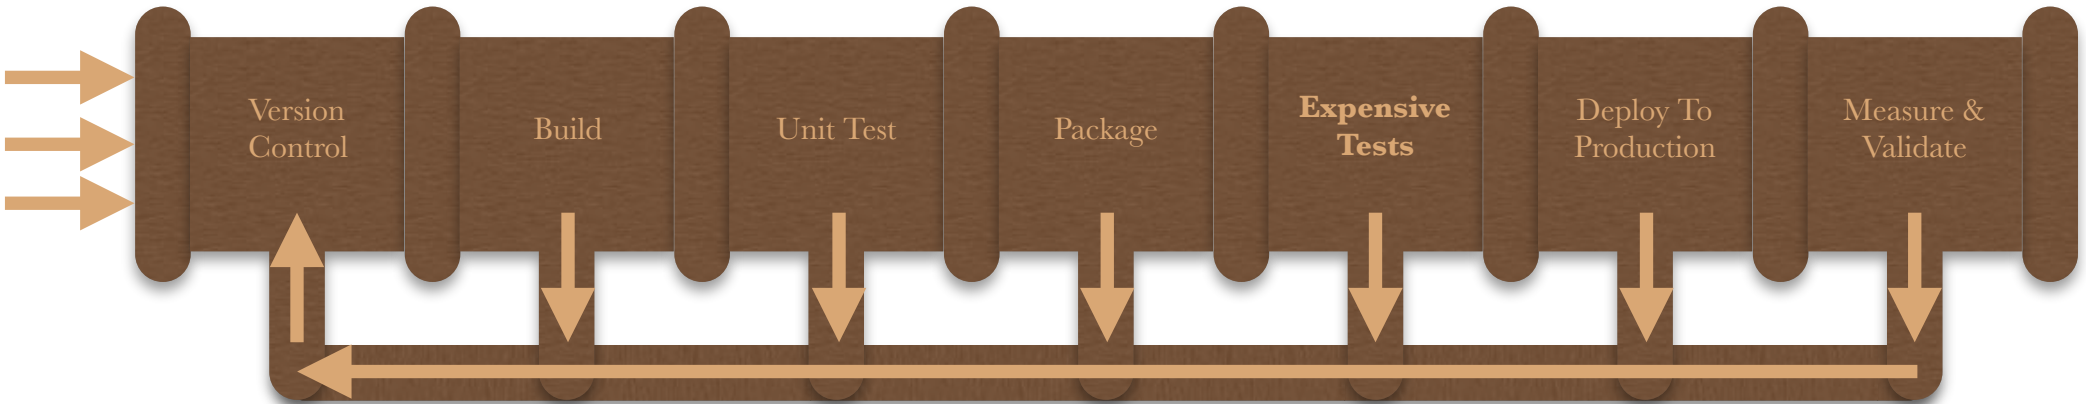 Version
Control
Build
Unit Test
Package
Expensive
Tests
Deploy To
Production
Measure &
Validate